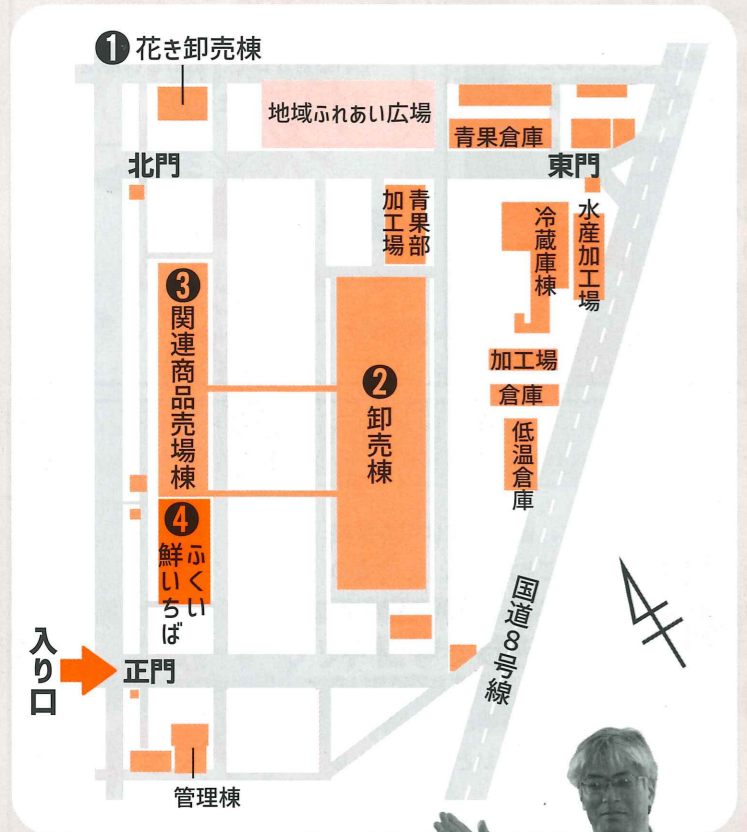 ❶花き卸売棟
地域ふれあい広場
青果倉庫
北門
東門
青果部
加工場
冷蔵庫棟
水産加工場
❸関連商品売場棟
❷卸売棟
加工場
倉庫
低温倉庫
❹ふくい
鮮いちば
国道8号線
入り口
正門
管理棟